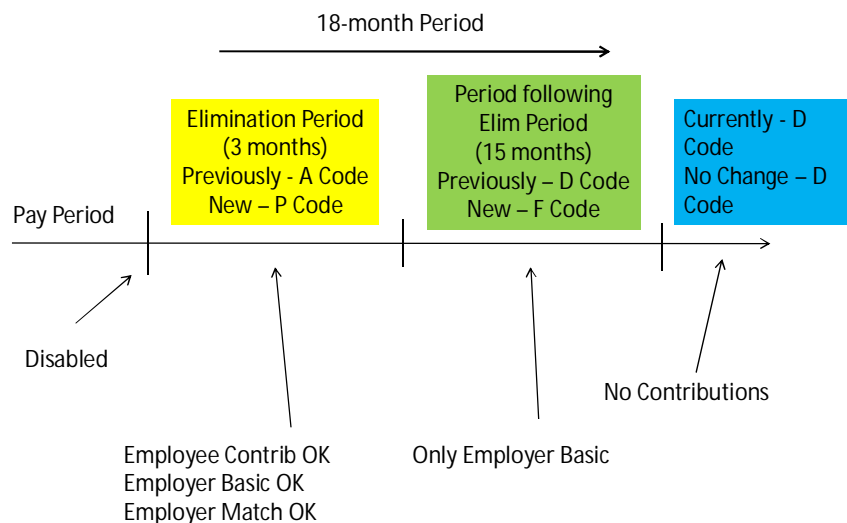 18-month Period
Elimination Period
(3 months)
Previously - A Code
New – P Code
Period following
Elim Period
(15 months)
Previously – D Code
New – F Code
Currently - D
Code
No Change – D
Code
Pay Period
Disabled
No Contributions
Employee Contrib OK
Employer Basic OK
Employer Match OK
Only Employer Basic